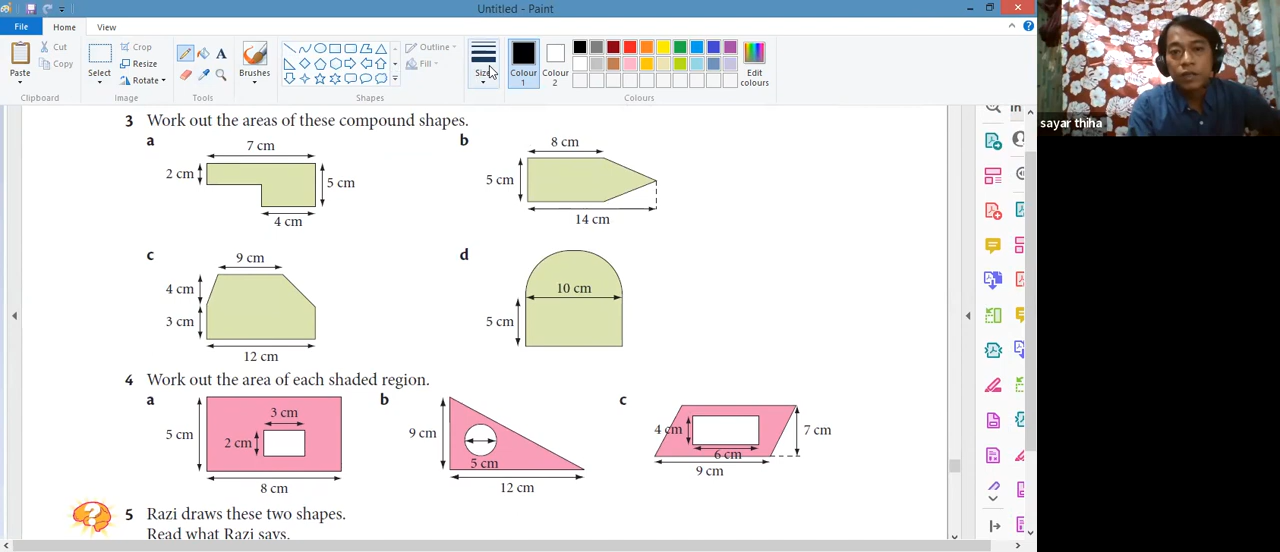 Untitled - Paint
File
Home
View
Paste
Cut
Copy
Clipboard
Select
Crop
Resize
Rotate
Image
Tools
Brushes
Shapes
Outline
Fill
Size
Colour
1
Colour
2
Edit
colours
Colours
sayar thiha
3 Work out the areas of these compound shapes.
a
7 cm
2 cm
5 cm
4 cm
b
8 cm
5 cm
14 cm
c
9 cm
4 cm
3 cm
12 cm
d
10 cm
5 cm
4 Work out the area of each shaded region.
a
3 cm
5 cm
2 cm
8 cm
b
9 cm
5 cm
12 cm
c
4 cm
7 cm
6 cm
9 cm
5 Razi draws these two shapes.
Read what Razi says.